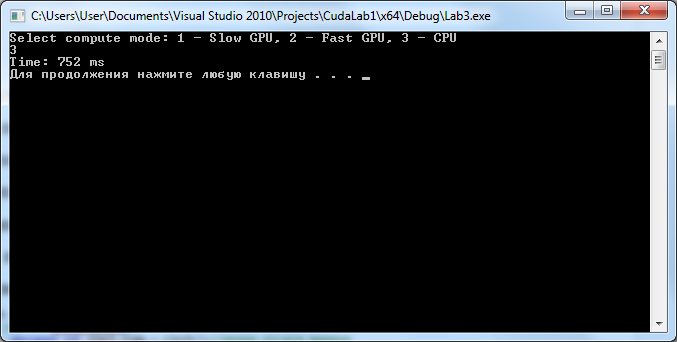 C:\Users\User\Documents\Visual Studio 2010\Projects\CudaLab1\x64\Debug\Lab3.exe
Select compute mode: 1 - Slow GPU, 2 - Fast GPU, 3 - CPU
3
Time: 752 ms
Для продолжения нажмите любую клавишу . . . _